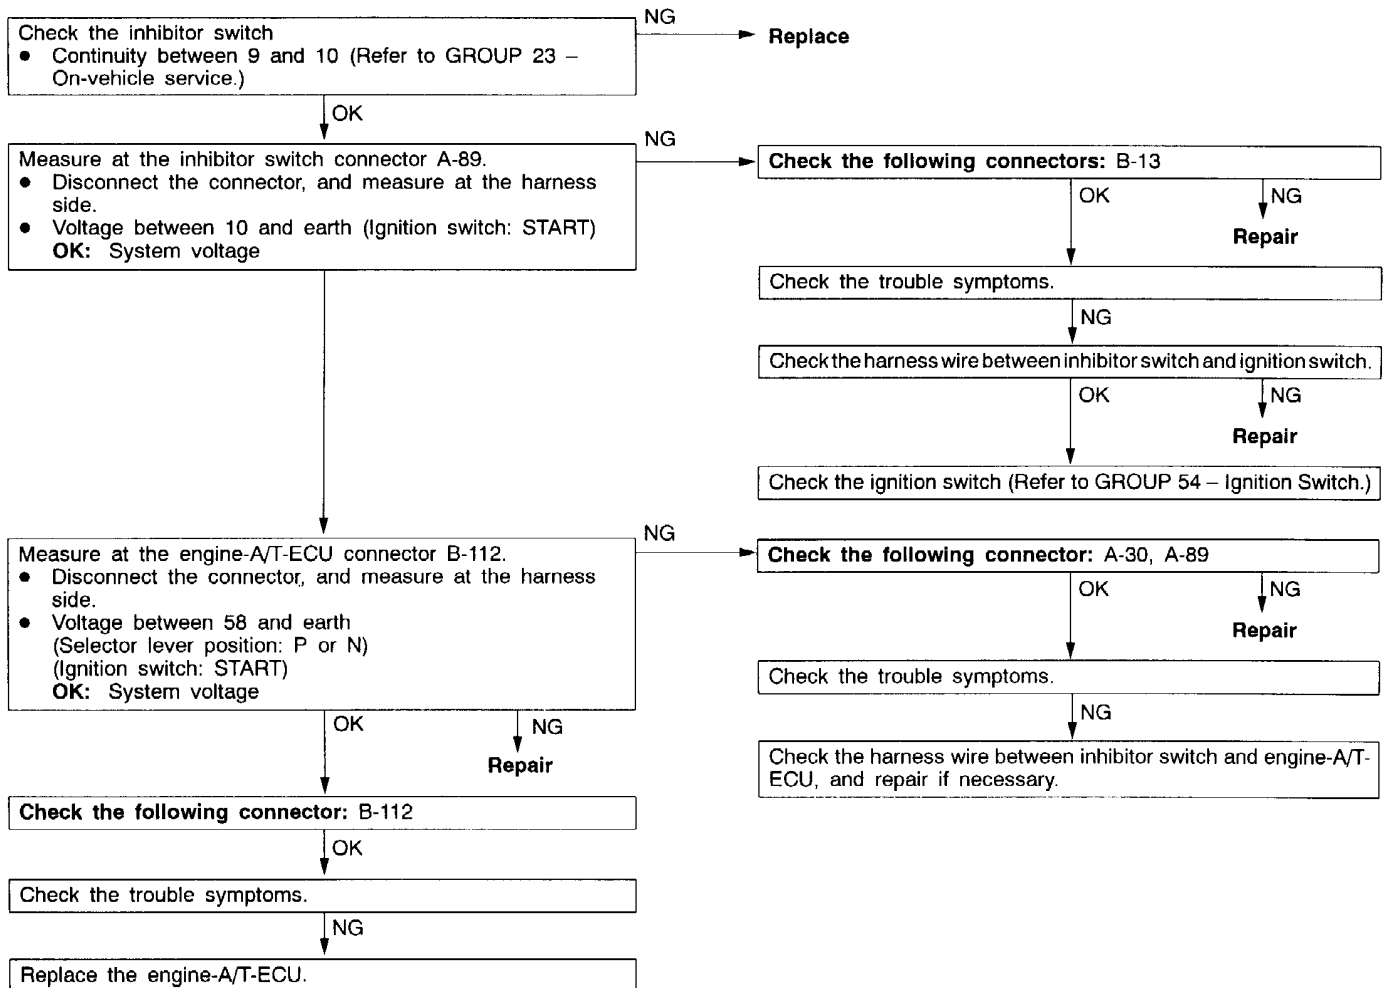 Check the inhibitor switch
● Continuity between 9 and 10 (Refer to GROUP 23 –
On-vehicle service.)
NG
Replace
OK
Measure at the inhibitor switch connector A-89.
● Disconnect the connector, and measure at the harness
side.
● Voltage between 10 and earth (Ignition switch: START)
OK: System voltage
NG
Check the following connectors: B-13
OK
NG
Repair
Check the trouble symptoms.
NG
Check the harness wire between inhibitor switch and ignition switch.
OK
NG
Repair
Check the ignition switch (Refer to GROUP 54 – Ignition Switch.)
Measure at the engine-A/T-ECU connector B-112.
● Disconnect the connector, and measure at the harness
side.
● Voltage between 58 and earth
(Selector lever position: P or N)
(Ignition switch: START)
OK: System voltage
NG
Check the following connector: A-30, A-89
OK
NG
Repair
Check the trouble symptoms.
NG
Check the harness wire between inhibitor switch and engine-A/T-
ECU, and repair if necessary.
OK
NG
Repair
Check the following connector: B-112
OK
Check the trouble symptoms.
NG
Replace the engine-A/T-ECU.